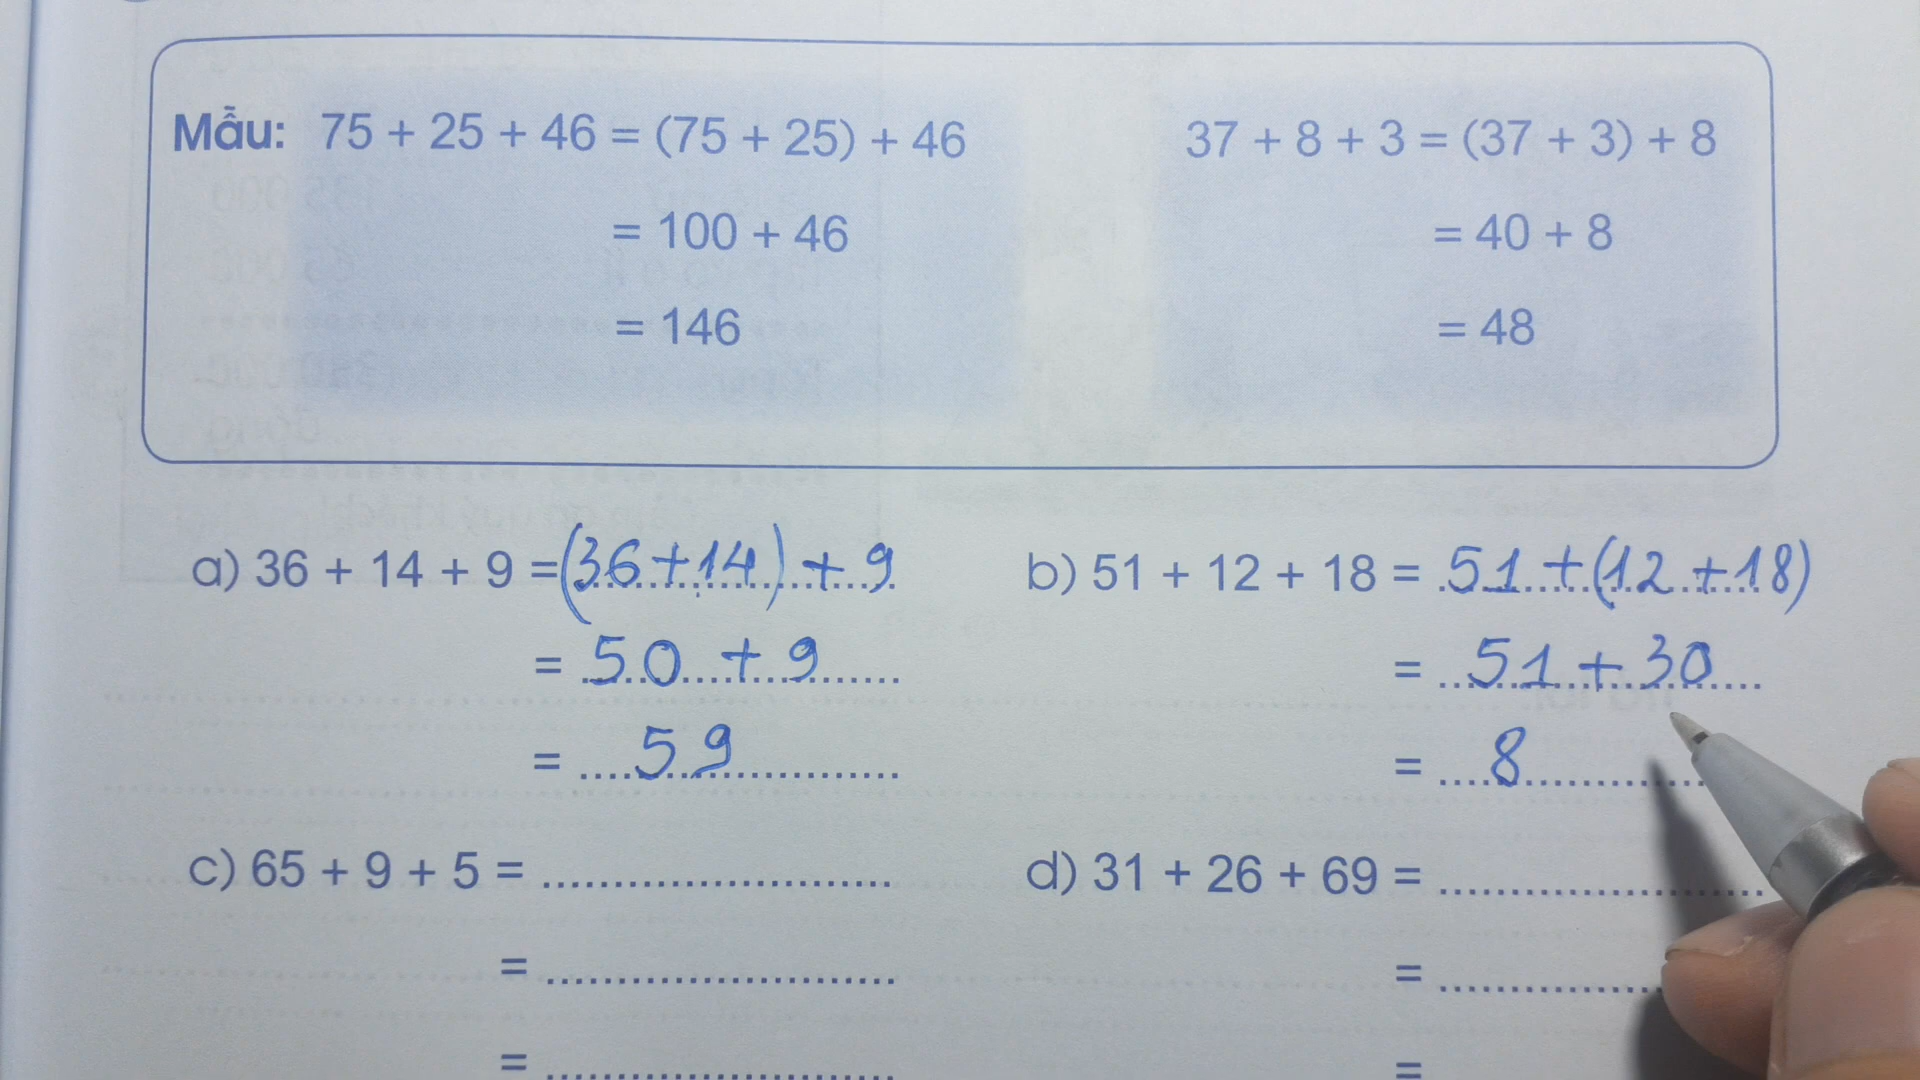 Mẫu: 75 + 25 + 46 = (75 + 25) + 46
= 100 + 46
= 146
37 + 8 + 3 = (37 + 3) + 8
= 40 + 8
= 48
a) 36 + 14 + 9 = (36 + 14) + 9
= 50 + 9
= 59
b) 51 + 12 + 18 = 51 + (12 + 18)
= 51 + 30
= 8
c) 65 + 9 + 5 = ........................
= ........................
= ........................
d) 31 + 26 + 69 = ........................
= ................
=